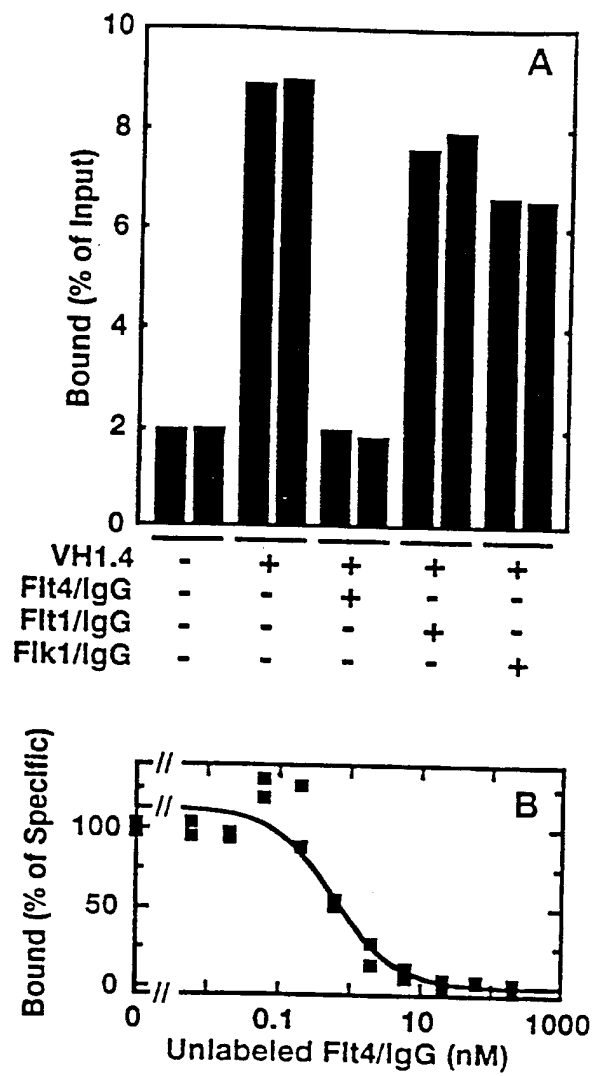 A
10
8
6
4
2
0
Bound (% of Input)
VH1.4 - + + + +
Flt4/IgG - - + - -
Flt1/IgG - - - + -
Flk1/IgG - - - - +
B
100
50
0
Bound (% of Specific)
0 0.1 10 1000
Unlabeled Flt4/IgG (nM)